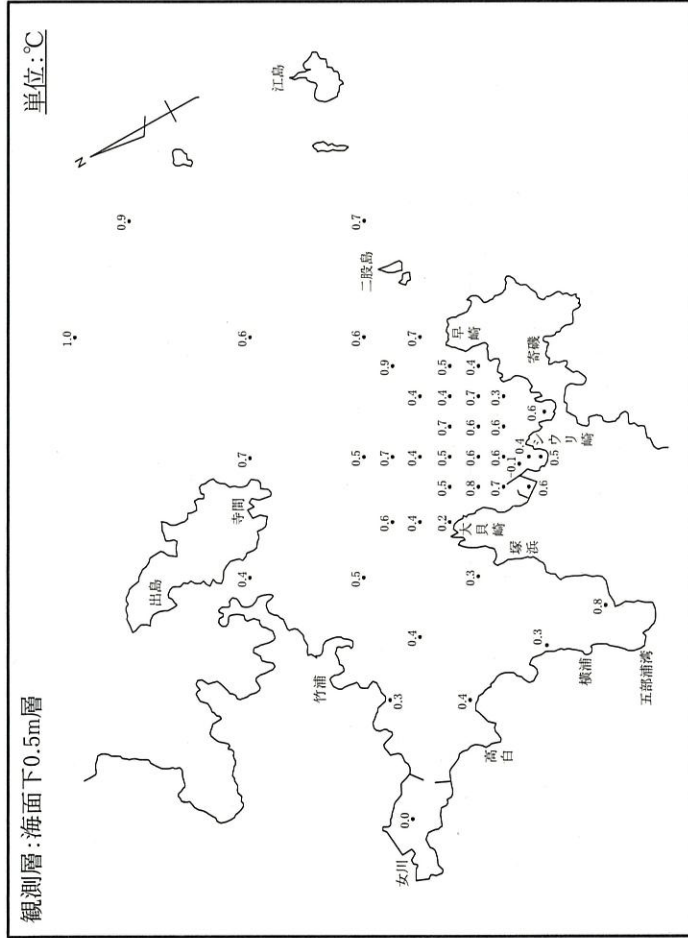 観測層:海面下0.5m層
単位:℃
1.0
N
0.9
出島
寺間
0.4 0.7 0.6
江島
竹浦
0.5 0.5 0.6 0.7
二股島
0.6 0.7 0.9
0.3
女川
0.0
0.4 0.4 0.4 0.4 0.7
0.2 0.5 0.5 0.7 0.4 0.5
早崎
0.4
大貝崎
0.3 0.8 0.6 0.6 0.7 0.4
高白
0.7 0.6 0.6 0.3
-0.1
0.4
塚浜
寄磯
0.6
0.3
0.6
0.5
シウリ崎
横浦
0.8
五部浦湾